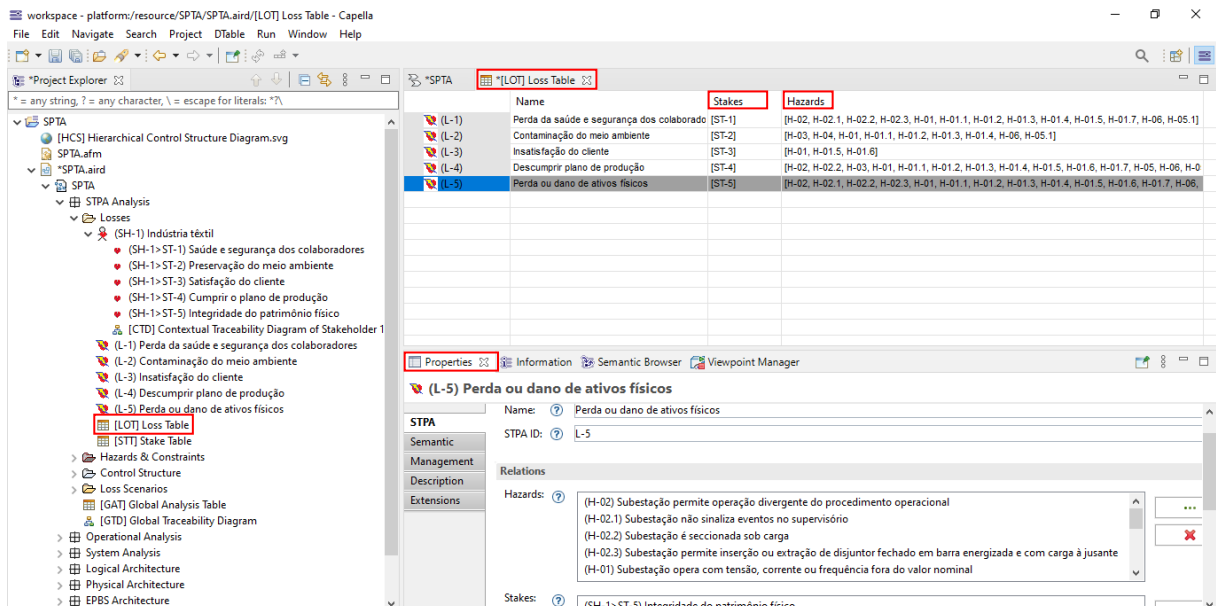 workspace - platform:/resource/SPTA/SPTA.aird/[LOT] Loss Table - Capella
File Edit Navigate Search Project DTable Run Window Help
*Project Explorer
* = any string, ? = any character, \ = escape for literals: *?\
SPTA
[HCS] Hierarchical Control Structure Diagram.svg
SPTA.afm
*SPTA.aird
SPTA
STPA Analysis
Losses
(SH-1) Indústria têxtil
(SH-1>ST-1) Saúde e segurança dos colaboradores
(SH-1>ST-2) Preservação do meio ambiente
(SH-1>ST-3) Satisfação do cliente
(SH-1>ST-4) Cumprir o plano de produção
(SH-1>ST-5) Integridade do patrimônio físico
[CTD] Contextual Traceability Diagram of Stakeholder 1
(L-1) Perda da saúde e segurança dos colaboradores
(L-2) Contaminação do meio ambiente
(L-3) Insatisfação do cliente
(L-4) Descumprir plano de produção
(L-5) Perda ou dano de ativos físicos
[LOT] Loss Table
[STT] Stake Table
Hazards & Constraints
Control Structure
Loss Scenarios
[GAT] Global Analysis Table
[GTD] Global Traceability Diagram
Operational Analysis
System Analysis
Logical Architecture
Physical Architecture
EPBS Architecture
*SPTA *[LOT] Loss Table
Name Stakes Hazards
(L-1) Perda da saúde e segurança dos colaborado [ST-1] [H-02, H-02.1, H-02.2, H-02.3, H-01, H-01.1, H-01.2, H-01.3, H-01.4, H-01.5, H-01.7, H-06, H-05.1]
(L-2) Contaminação do meio ambiente [ST-2] [H-03, H-04, H-01, H-01.1, H-01.2, H-01.3, H-01.4, H-06, H-05.1]
(L-3) Insatisfação do cliente [ST-3] [H-01, H-01.5, H-01.6]
(L-4) Descumprir plano de produção [ST-4] [H-02, H-02.2, H-03, H-01, H-01.1, H-01.2, H-01.3, H-01.4, H-01.5, H-01.6, H-01.7, H-05, H-06, H-0
(L-5) Perda ou dano de ativos físicos [ST-5] [H-02, H-02.1, H-02.2, H-02.3, H-01, H-01.1, H-01.2, H-01.3, H-01.4, H-01.5, H-01.6, H-01.7, H-06,
Properties Information Semantic Browser Viewpoint Manager
(L-5) Perda ou dano de ativos físicos
STPA
Semantic
Management
Description
Extensions
Name: Perda ou dano de ativos físicos
STPA ID: L-5
Relations
Hazards:
(H-02) Subestação permite operação divergente do procedimento operacional
(H-02.1) Subestação não sinaliza eventos no supervisório
(H-02.2) Subestação é seccionada sob carga
(H-02.3) Subestação permite inserção ou extração de disjuntor fechado em barra energizada e com carga à jusante
(H-01) Subestação opera com tensão, corrente ou frequência fora do valor nominal
...
Stakes:
(SH-1>ST-5) Integridade do patrimônio físico